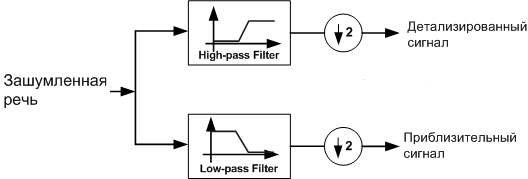 Зашумленная
речь
High-pass Filter
↓2
Детализированный
сигнал
Low-pass Filter
↓2
Приблизительный
сигнал